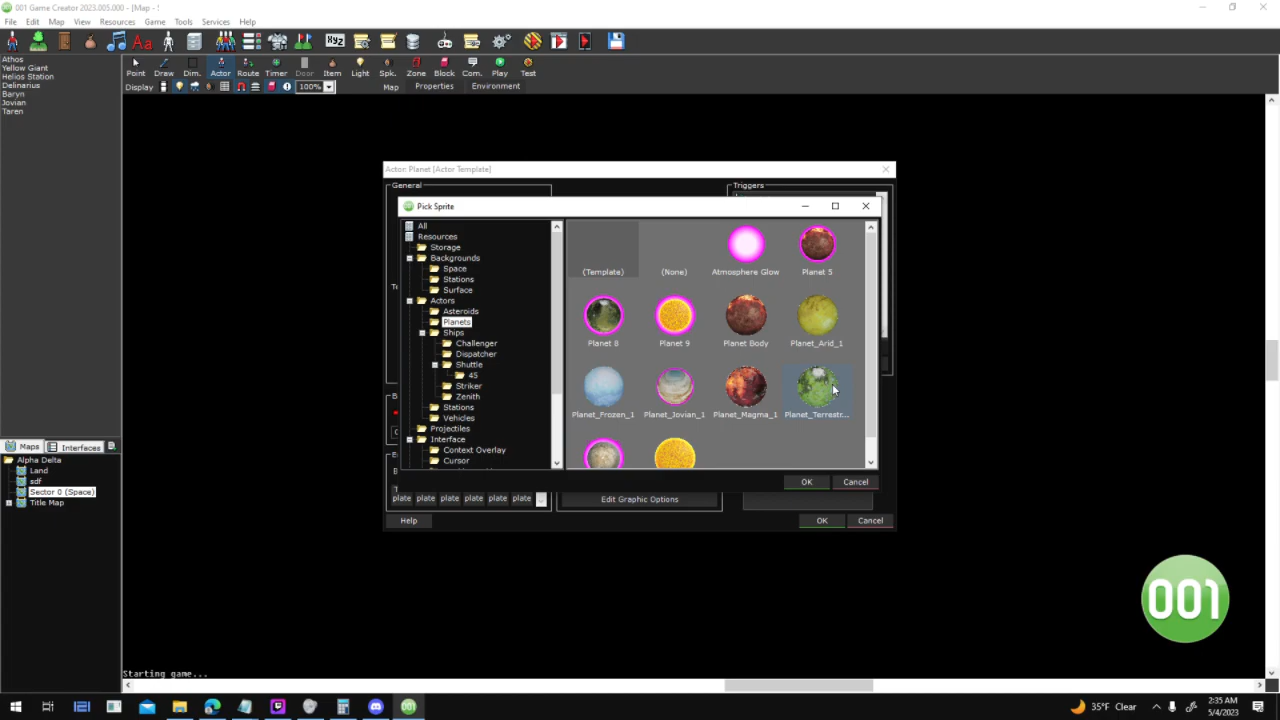 001 Game Creator 2023.005.000 - [Map - !
File Edit Map View Resources Game Tools Services Help
Aa Xyz
Point Draw Dim. Actor Route Timer Door Item Light Spk. Zone Block Com. Play Test
Display 100% Map Properties Environment
Athos
Yellow Giant
Helios Station
Delinarius
Baryn
Jovian
Taren
Actor: Planet [Actor Template]
General
Triggers
Pick Sprite
All
Resources
Storage
Backgrounds
Space
Stations
Surface
Actors
Asteroids
Planets
Ships
Challenger
Dispatcher
Shuttle
45
Striker
Zenith
Stations
Vehicles
Projectiles
Interface
Context Overlay
Cursor
(Template) (None) Atmosphere Glow Planet 5
Planet 8 Planet 9 Planet Body Planet_Arid_1
Planet_Frozen_1 Planet_Jovian_1 Planet_Magma_1 Planet_Terrestr...
OK Cancel
plate plate plate plate plate plate
Edit Graphic Options
Help OK Cancel
Maps Interfaces
Alpha Delta
Land
sdf
Sector 0 (Space)
Title Map
001
Starting game...
35°F Clear
2:35 AM
5/4/2023